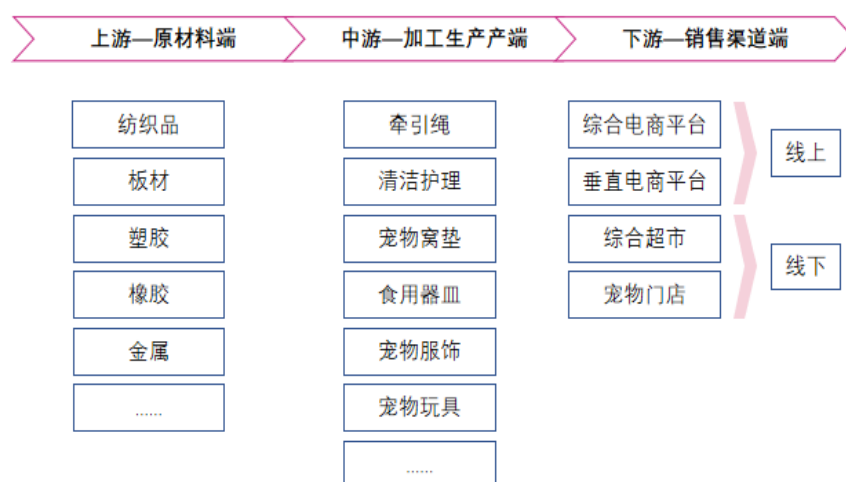 上游—原材料端
中游—加工生产产端
下游—销售渠道端
纺织品
板材
塑胶
橡胶
金属
......
牵引绳
清洁护理
宠物窝垫
食用器皿
宠物服饰
宠物玩具
......
综合电商平台
垂直电商平台
综合超市
宠物门店
线上
线下